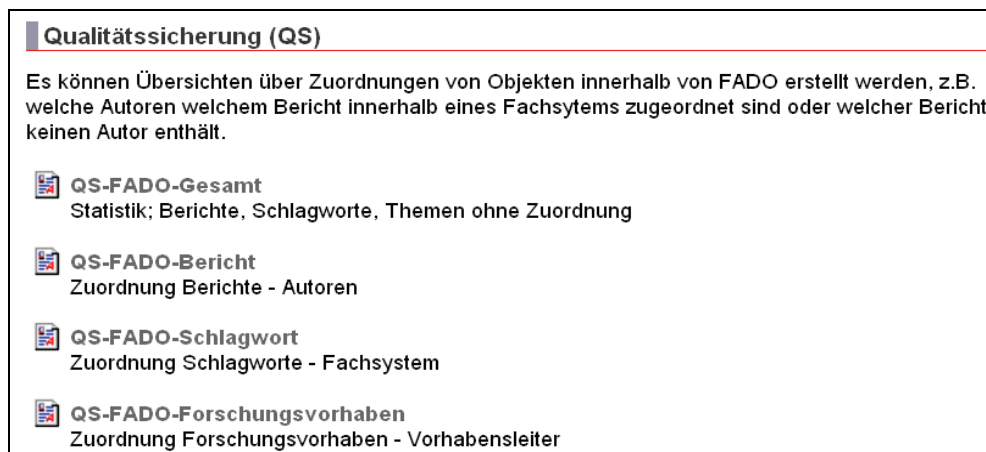 Qualitätssicherung (QS)
Es können Übersichten über Zuordnungen von Objekten innerhalb von FADO erstellt werden, z.B.
welche Autoren welchem Bericht innerhalb eines Fachsytems zugeordnet sind oder welcher Bericht
keinen Autor enthält.
QS-FADO-Gesamt
Statistik; Berichte, Schlagworte, Themen ohne Zuordnung
QS-FADO-Bericht
Zuordnung Berichte - Autoren
QS-FADO-Schlagwort
Zuordnung Schlagworte - Fachsystem
QS-FADO-Forschungsvorhaben
Zuordnung Forschungsvorhaben - Vorhabensleiter